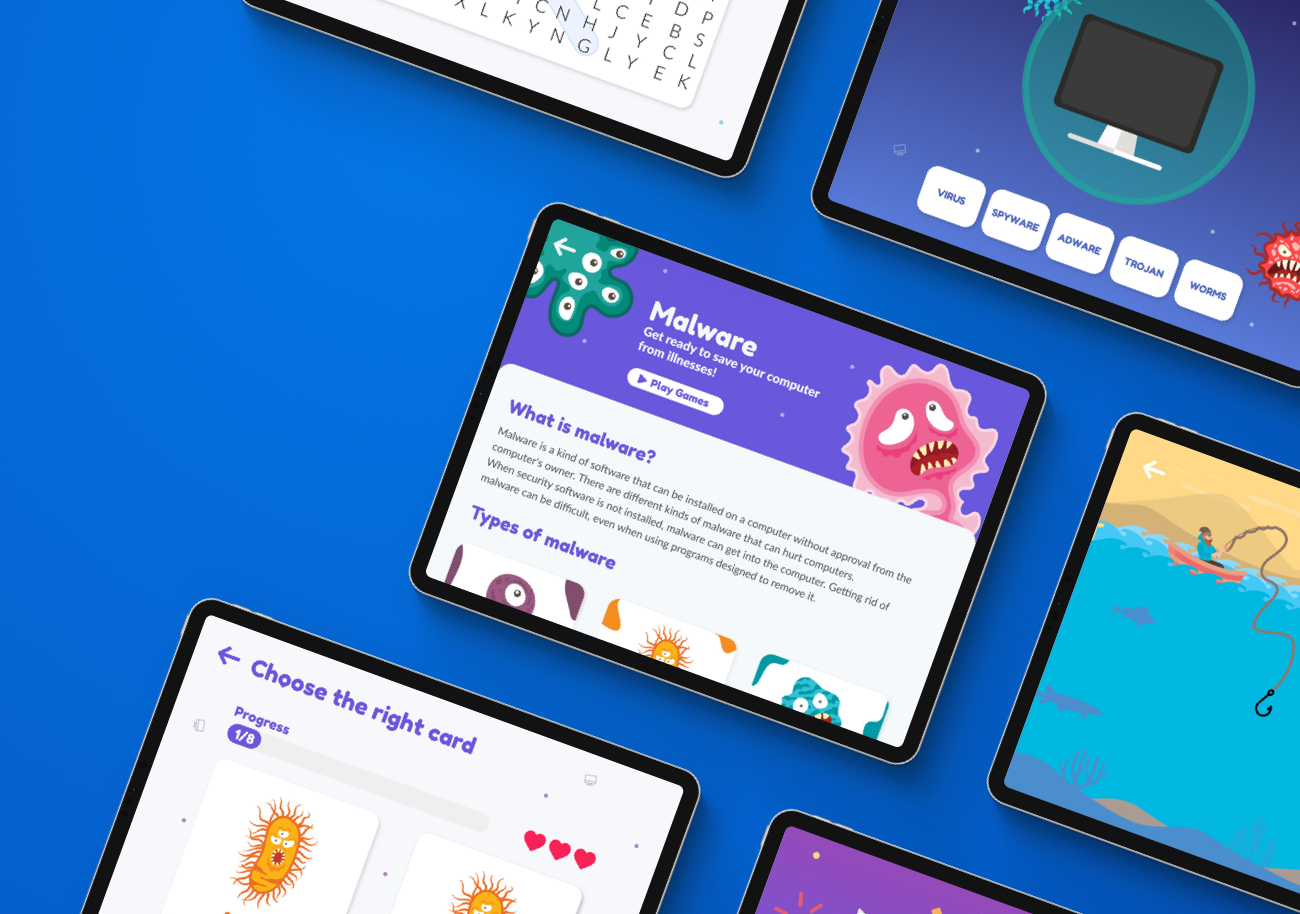 D P
L C E B S
C N H J Y C L
X L K Y N G L Y E K
VIRUS
SPYWARE
ADWARE
TROJAN
WORMS
Malware
Get ready to save your computer
from illnesses!
Play Games
What is malware?
Malware is a kind of software that can be installed on a computer without approval from the
computer's owner. There are different kinds of malware that can hurt computers.
When security software is not installed, malware can get into the computer. Getting rid of
malware can be difficult, even when using programs designed to remove it.
Types of malware
Choose the right card
Progress
1/8